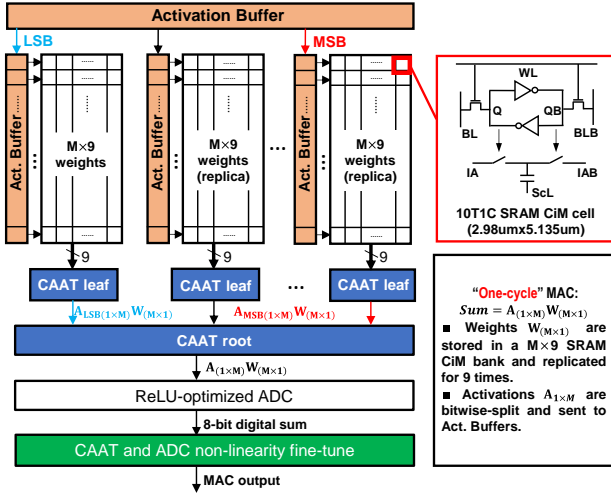 Activation Buffer
LSB
MSB
Act. Buffer
......
......
M×9
weights
Act. Buffer
......
......
M×9
weights
(replica)
...
Act. Buffer
......
......
M×9
weights
(replica)
WL
Q
QB
BL
BLB
IA
IAB
ScL
10T1C SRAM CiM cell
(2.98umx5.135um)
9
9
9
CAAT leaf
CAAT leaf
...
CAAT leaf
A_LSB(1×M)W_(M×1)
A_MSB(1×M)W_(M×1)
CAAT root
A_(1×M)W_(M×1)
ReLU-optimized ADC
8-bit digital sum
CAAT and ADC non-linearity fine-tune
MAC output
“One-cycle” MAC:
Sum = A_(1×M)W_(M×1)
■ Weights W_(M×1) are
stored in a M×9 SRAM
CiM bank and replicated
for 9 times.
■ Activations A_1×M are
bitwise-split and sent to
Act. Buffers.